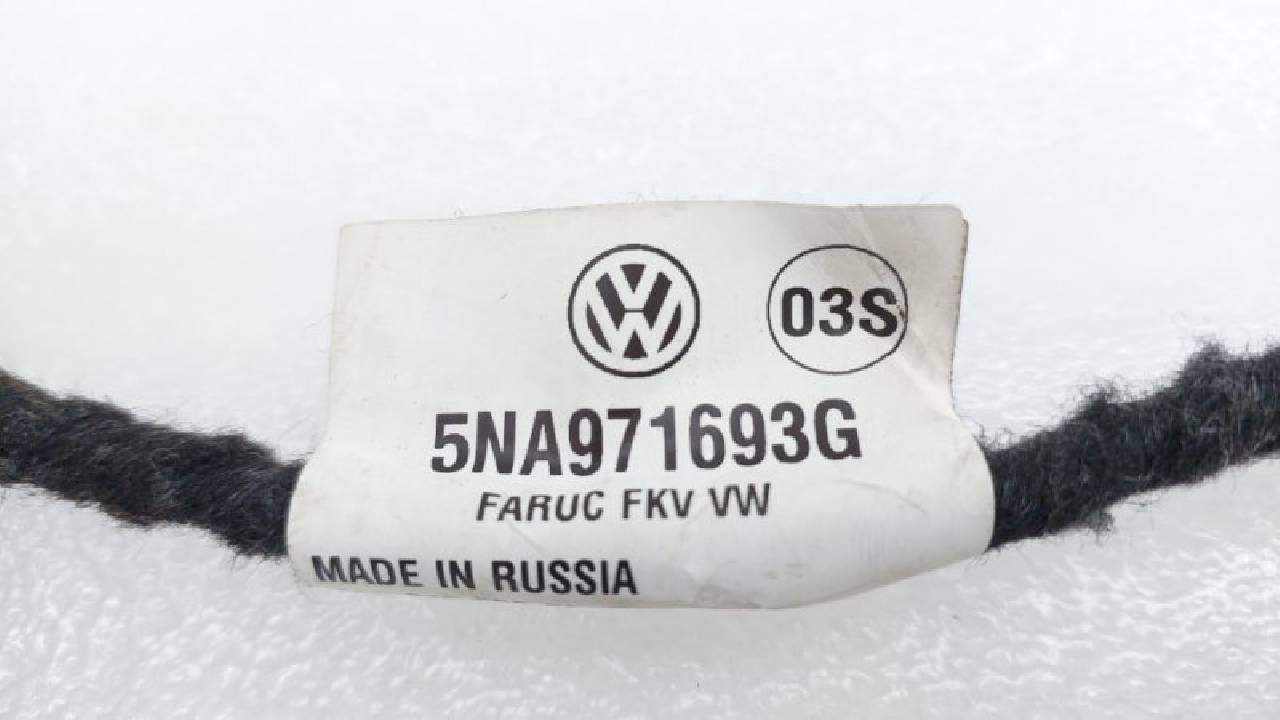 03S
5NA971693G
FARUC FKV VW
MADE IN RUSSIA